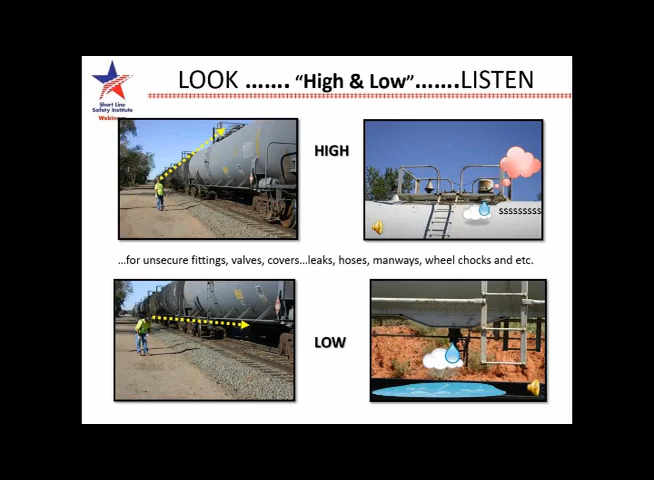 LOOK ....... “High & Low”.......LISTEN
Short Line
Safety Institute
Webinar
HIGH
SSSSSSSSS
...for unsecure fittings, valves, covers...leaks, hoses, manways, wheel chocks and etc.
LOW